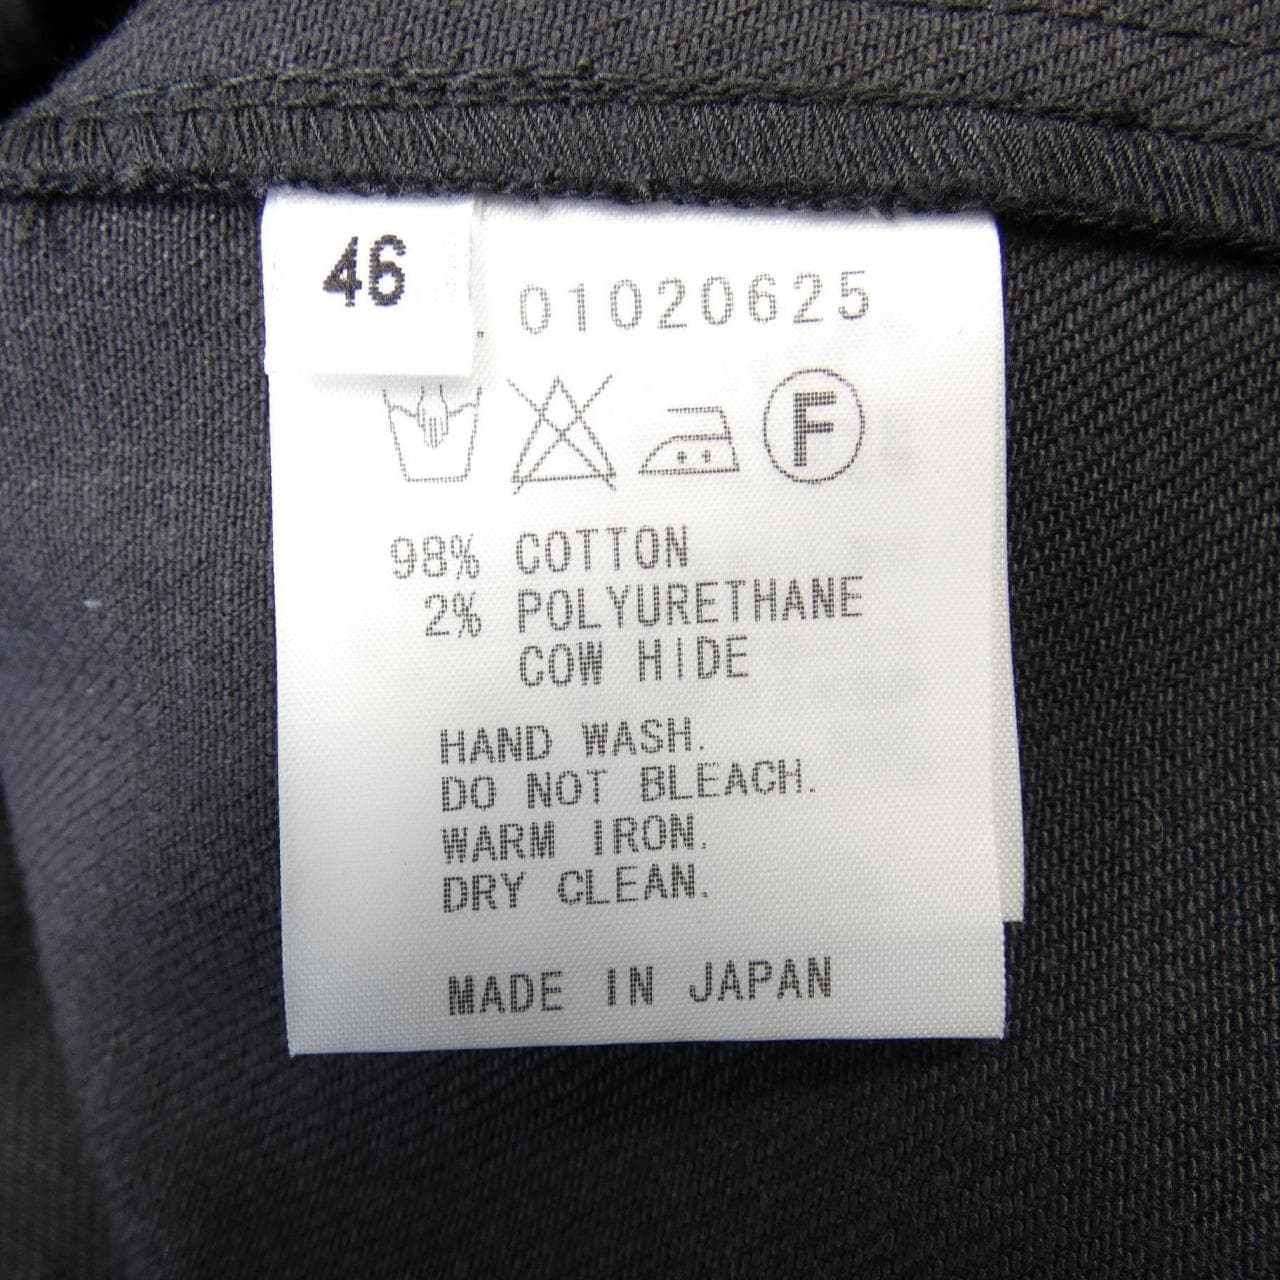 46
. 01020625
F
98% COTTON
2% POLYURETHANE
COW HIDE
HAND WASH.
DO NOT BLEACH.
WARM IRON.
DRY CLEAN.
MADE IN JAPAN